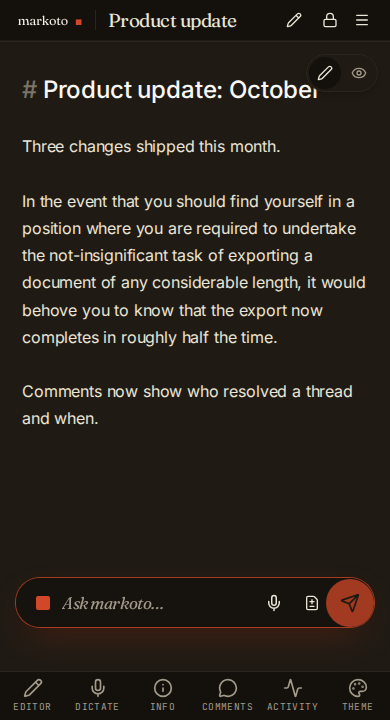 markoto
Product update
# Product update: October
Three changes shipped this month.
In the event that you should find yourself in a
position where you are required to undertake
the not-insignificant task of exporting a
document of any considerable length, it would
behove you to know that the export now
completes in roughly half the time.
Comments now show who resolved a thread
and when.
Ask markoto...
EDITOR
DICTATE
INFO
COMMENTS
ACTIVITY
THEME